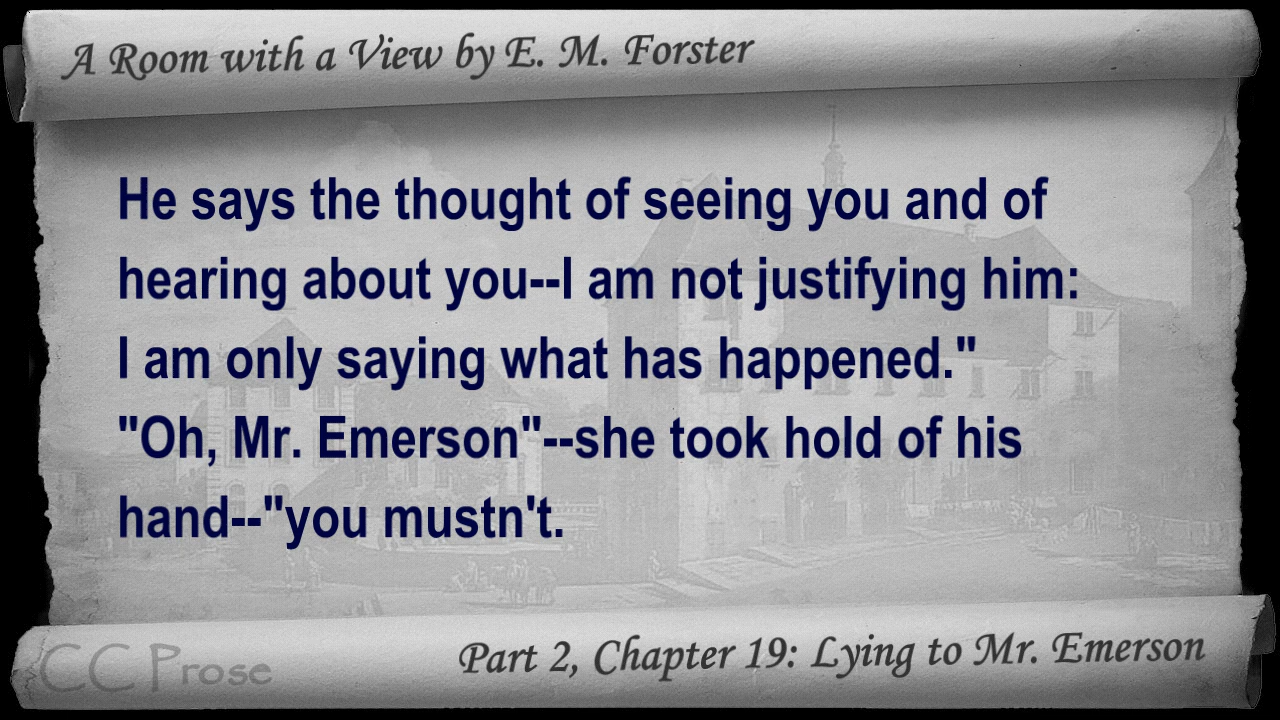 A Room with a View by E. M. Forster
He says the thought of seeing you and of
hearing about you--I am not justifying him:
I am only saying what has happened."
"Oh, Mr. Emerson"--she took hold of his
hand--"you mustn't.
CC Prose
Part 2, Chapter 19: Lying to Mr. Emerson